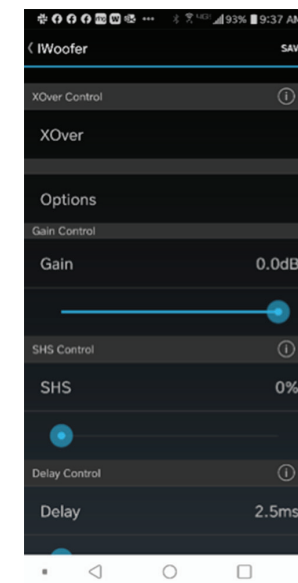 93% 9:37 AM
IWoofer SAV
XOver Control
XOver
Options
Gain Control
Gain 0.0dB
SHS Control
SHS 0%
Delay Control
Delay 2.5ms